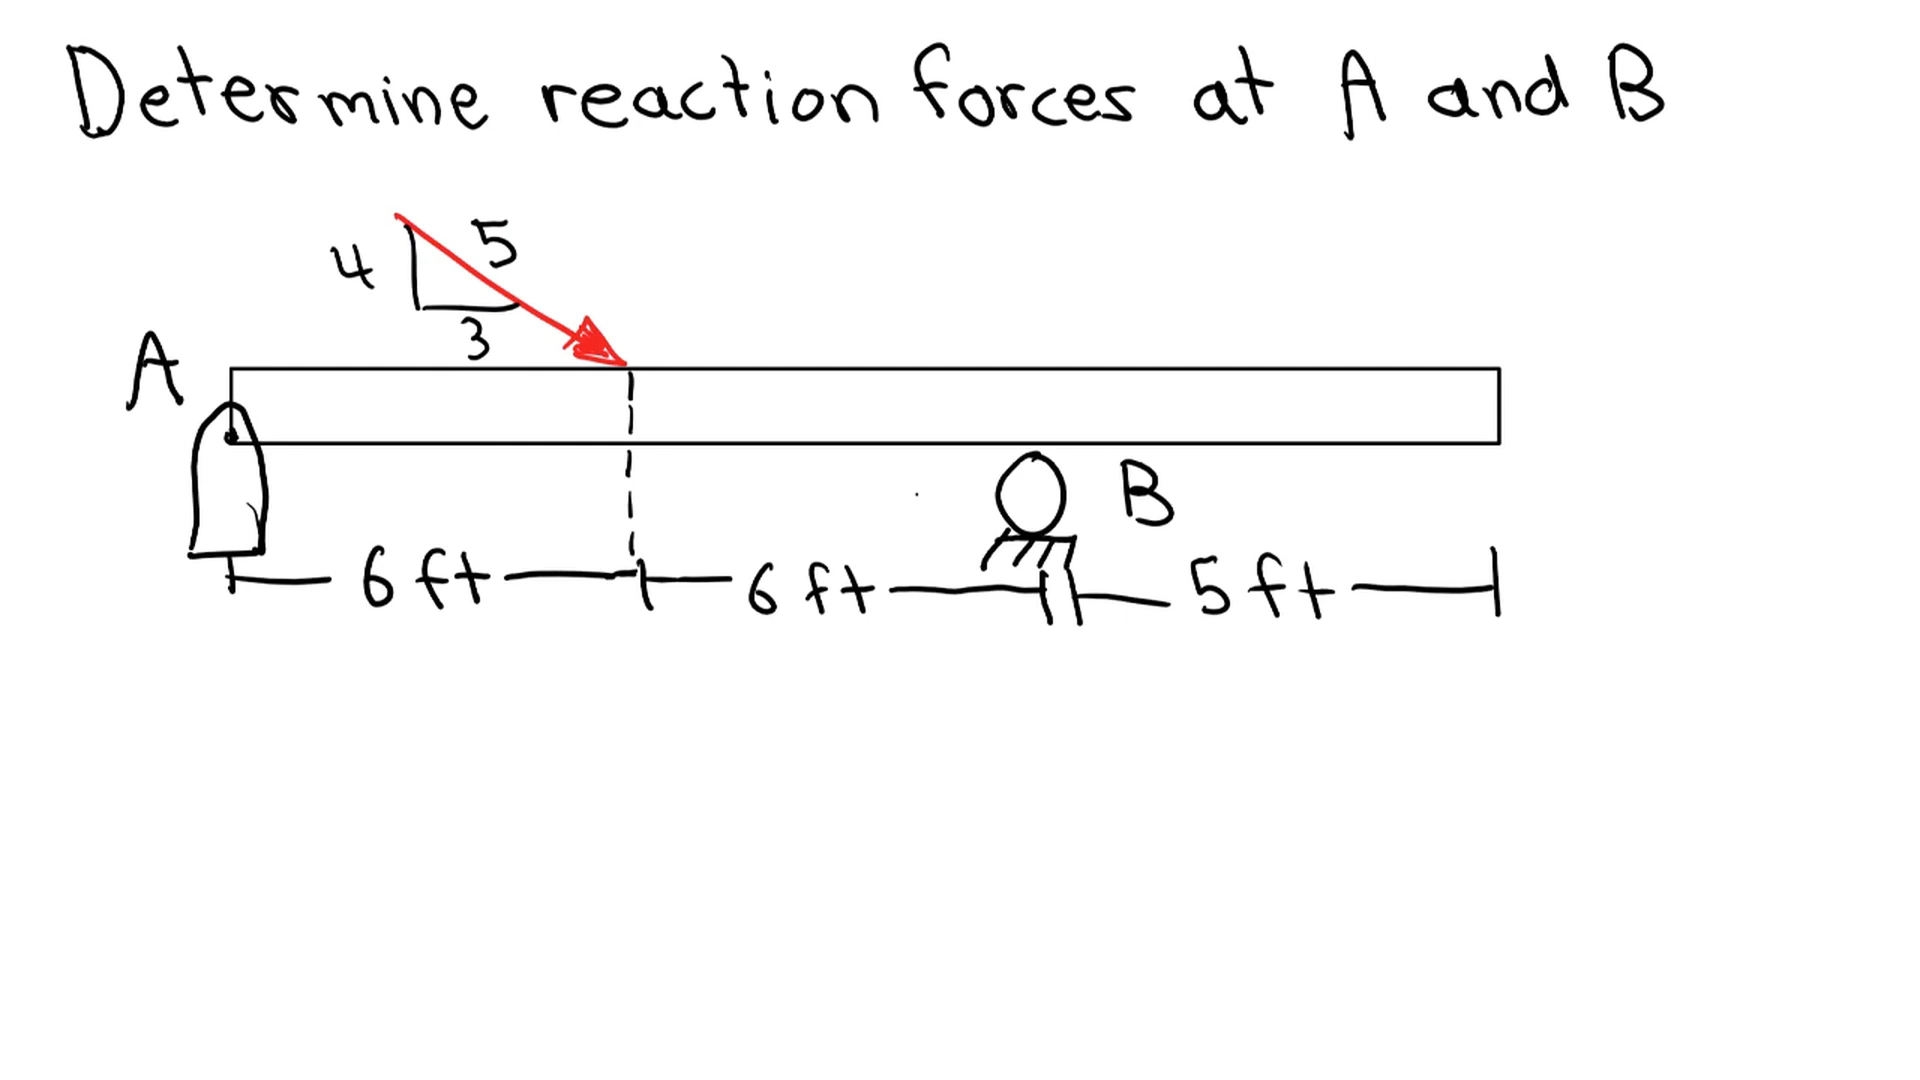 Determine reaction forces at A and B
4 5
3
A
B
6 ft 6 ft 5 ft